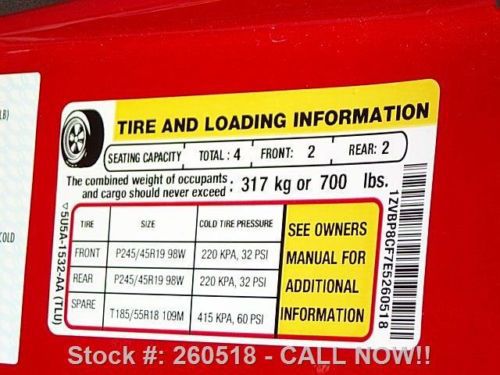 LB)
COLD
TIRE AND LOADING INFORMATION
SEATING CAPACITY TOTAL : 4 FRONT: 2 REAR: 2
The combined weight of occupants
and cargo should never exceed : 317 kg or 700 lbs.
TIRE SIZE COLD TIRE PRESSURE
FRONT P245/45R19 98W 220 KPA, 32 PSI
REAR P245/45R19 98W 220 KPA, 32 PSI
SPARE T185/55R18 109M 415 KPA, 60 PSI
SEE OWNERS
MANUAL FOR
ADDITIONAL
INFORMATION
5U5A-1532-AA (TLU)
1ZVBP8CF7E5260518
Stock #: 260518 - CALL NOW!!